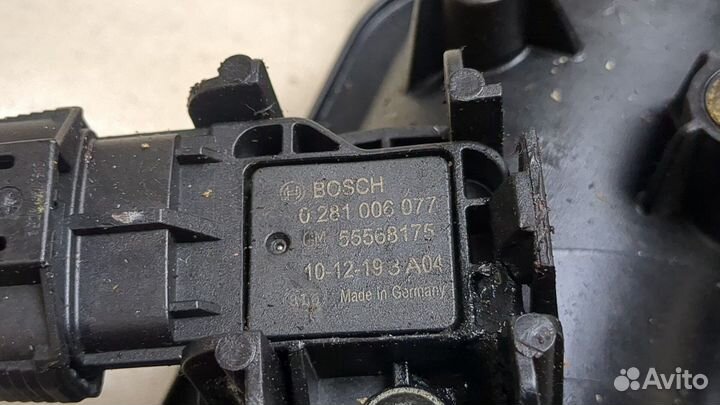 BOSCH
0 281 006 077
GM 55568175
10-12-19 3 A04
Made in Germany
Avito